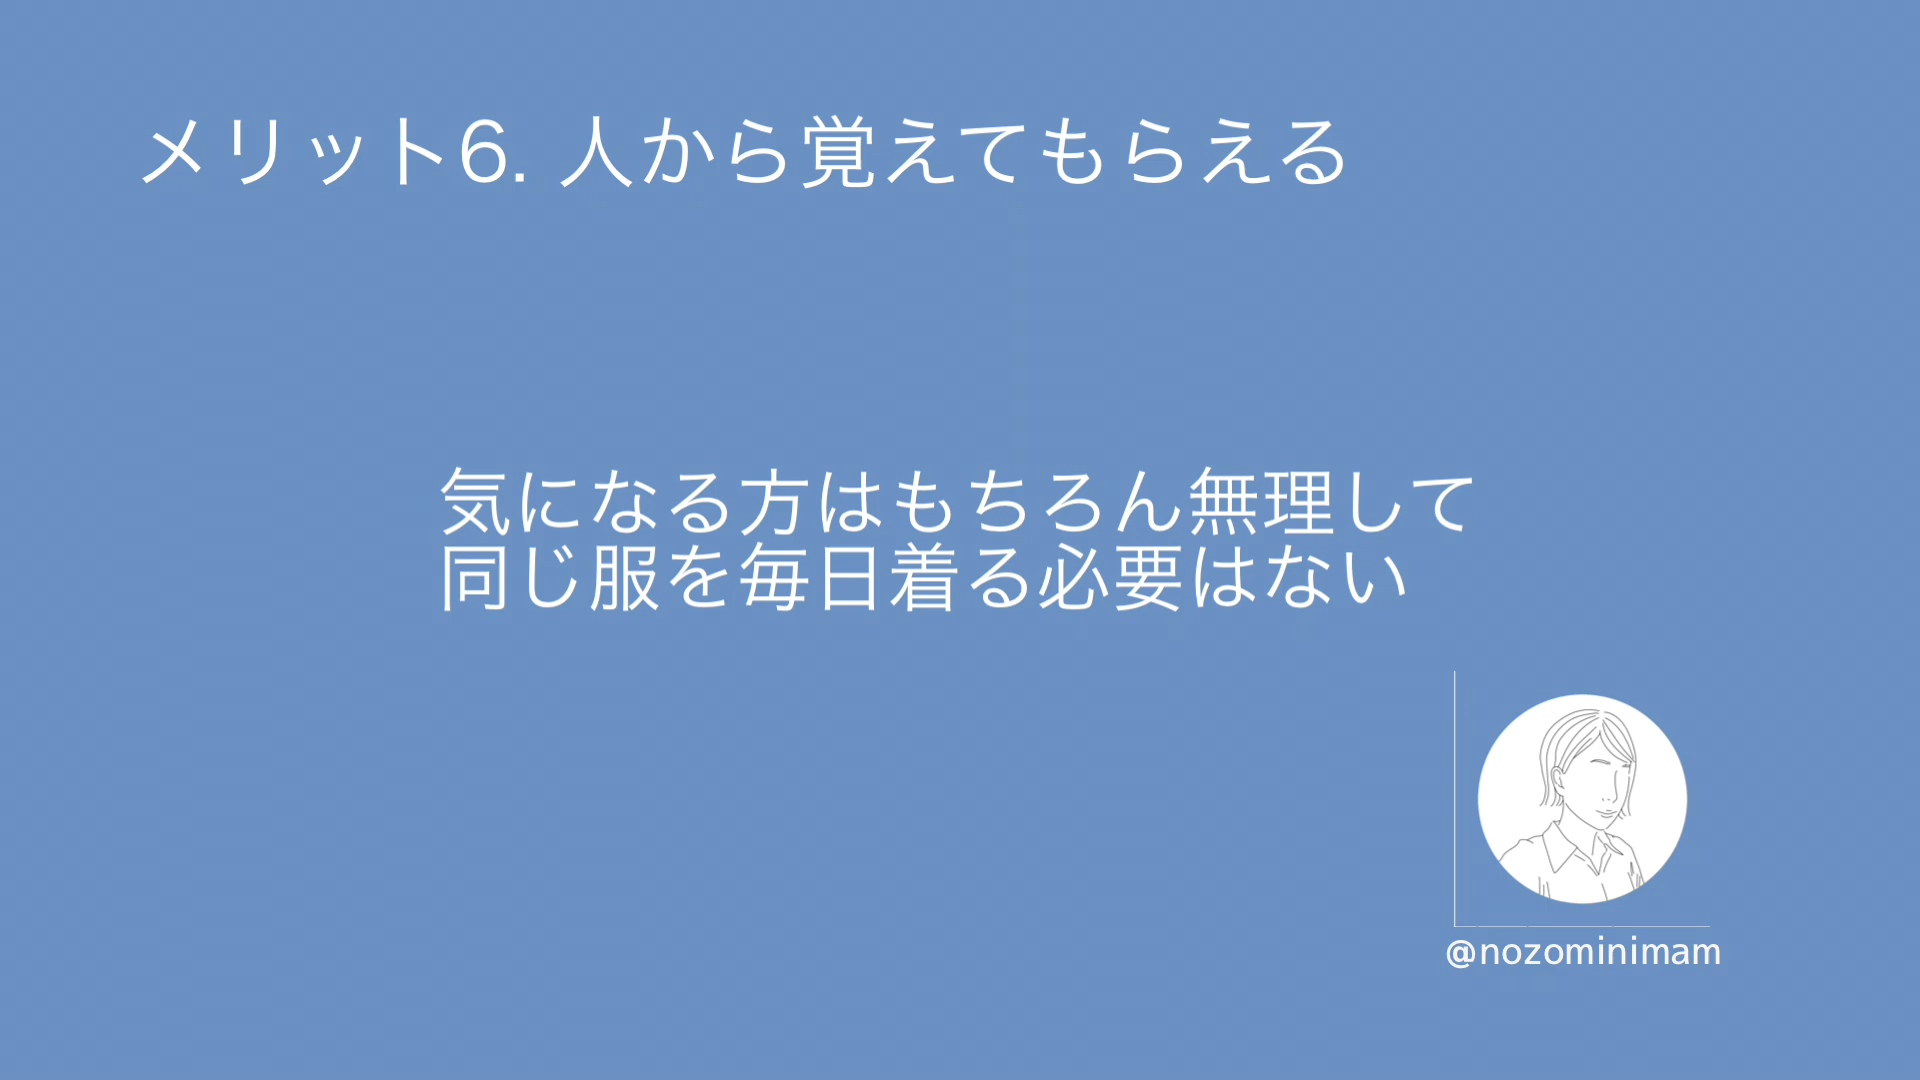 メリット6. 人から覚えてもらえる
気になる方はもちろん無理して
同じ服を毎日着る必要はない
@nozominimam